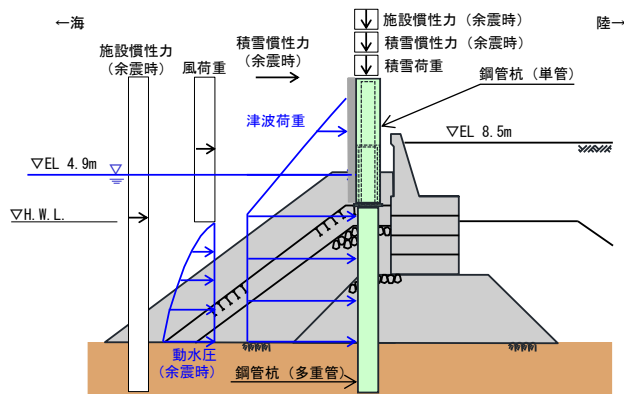 ←海
陸→
施設慣性力（余震時）
積雪慣性力（余震時）
積雪荷重
施設慣性力
（余震時）
風荷重
積雪慣性力
（余震時）
鋼管杭（単管）
津波荷重
▽EL 8.5m
▽EL 4.9m
▽H.W.L.
動水圧
（余震時）
鋼管杭（多重管）